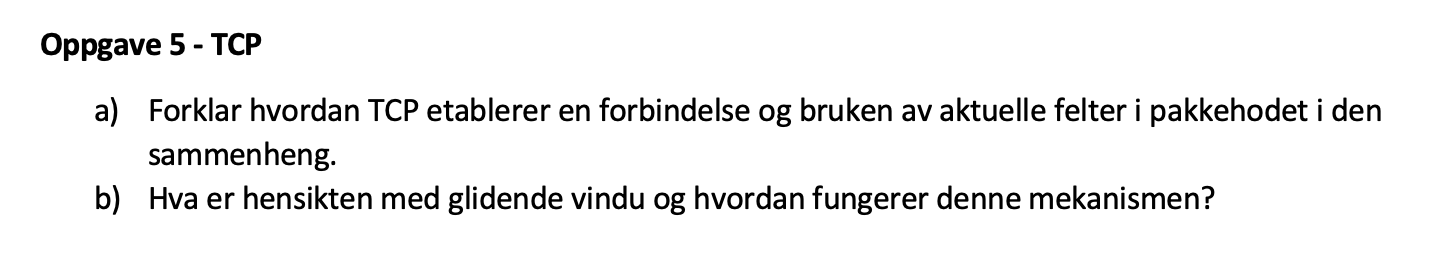 Oppgave 5 - TCP
a) Forklar hvordan TCP etablerer en forbindelse og bruken av aktuelle felter i pakkehodet i den
sammenheng.
b) Hva er hensikten med glidende vindu og hvordan fungerer denne mekanismen?